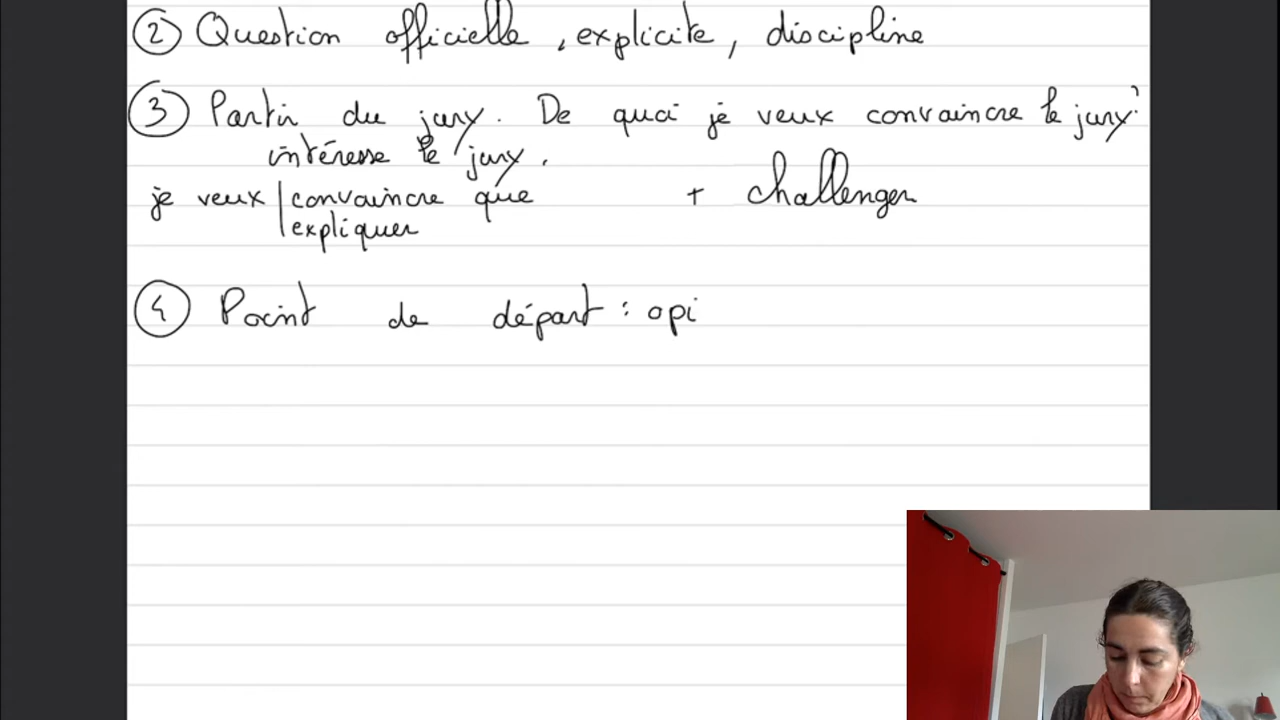 ② Question officielle, explicite, discipline
③ Partir du jury. De quoi je veux convaincre le jury?
intéresse le jury.
je veux convaincre que + challenger
expliquer
④ Point de départ : opi